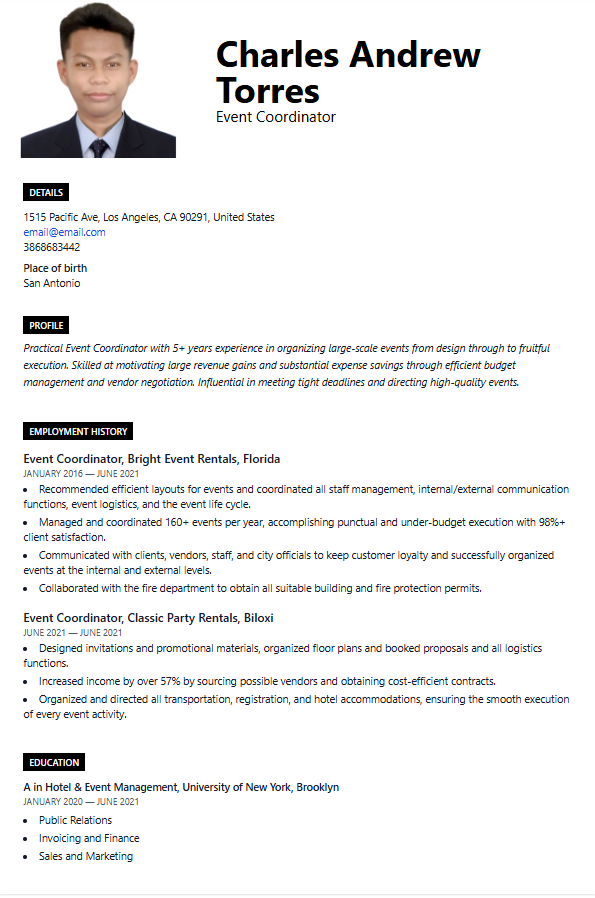 Charles Andrew
Torres
Event Coordinator
DETAILS
1515 Pacific Ave, Los Angeles, CA 90291, United States
email@email.com
3868683442
Place of birth
San Antonio
PROFILE
Practical Event Coordinator with 5+ years experience in organizing large-scale events from design through to fruitful
execution. Skilled at motivating large revenue gains and substantial expense savings through efficient budget
management and vendor negotiation. Influential in meeting tight deadlines and directing high-quality events.
EMPLOYMENT HISTORY
Event Coordinator, Bright Event Rentals, Florida
JANUARY 2016 — JUNE 2021
• Recommended efficient layouts for events and coordinated all staff management, internal/external communication
functions, event logistics, and the event life cycle.
• Managed and coordinated 160+ events per year, accomplishing punctual and under-budget execution with 98%+
client satisfaction.
• Communicated with clients, vendors, staff, and city officials to keep customer loyalty and successfully organized
events at the internal and external levels.
• Collaborated with the fire department to obtain all suitable building and fire protection permits.
Event Coordinator, Classic Party Rentals, Biloxi
JUNE 2021 — JUNE 2021
• Designed invitations and promotional materials, organized floor plans and booked proposals and all logistics
functions.
• Increased income by over 57% by sourcing possible vendors and obtaining cost-efficient contracts.
• Organized and directed all transportation, registration, and hotel accommodations, ensuring the smooth execution
of every event activity.
EDUCATION
A in Hotel & Event Management, University of New York, Brooklyn
JANUARY 2020 — JUNE 2021
• Public Relations
• Invoicing and Finance
• Sales and Marketing